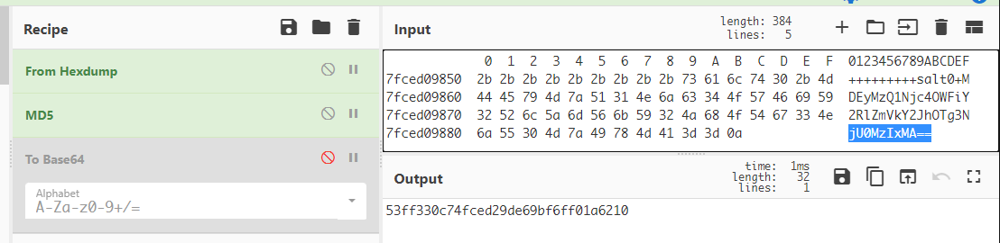 Recipe
From Hexdump
MD5
To Base64
Alphabet
A-Za-z0-9+/=
Input
length: 384
lines: 5
0 1 2 3 4 5 6 7 8 9 A B C D E F 0123456789ABCDEF
7fced09850 2b 2b 2b 2b 2b 2b 2b 2b 2b 73 61 6c 74 30 2b 4d +++++++++salt0+M
7fced09860 44 45 79 4d 7a 51 31 4e 6a 63 34 4f 57 46 69 59 DEyMzQ1Njc4OWFiY
7fced09870 32 52 6c 5a 6d 56 6b 59 32 4a 68 4f 54 67 33 4e 2RlZmVkY2JhOTg3N
7fced09880 6a 55 30 4d 7a 49 78 4d 41 3d 3d 0a jU0MzIxMA==
Output
time: 1ms
length: 32
lines: 1
53ff330c74fced29de69bf6ff01a6210